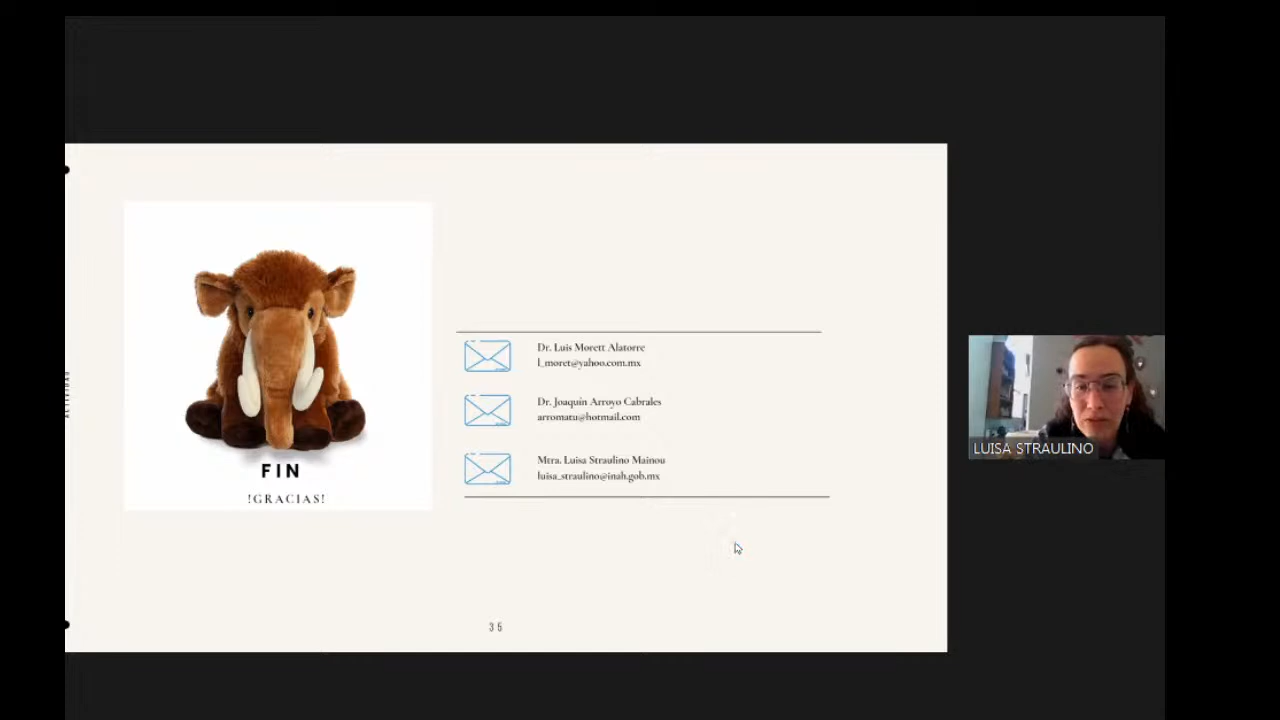 ACTIVIDAD
FIN
!GRACIAS!
Dr. Luis Morett Alatorre
l_moret@yahoo.com.mx
Dr. Joaquín Arroyo Cabrales
arromatu@hotmail.com
Mtra. Luisa Straulino Mainou
luisa_straulino@inah.gob.mx
35
LUISA STRAULINO